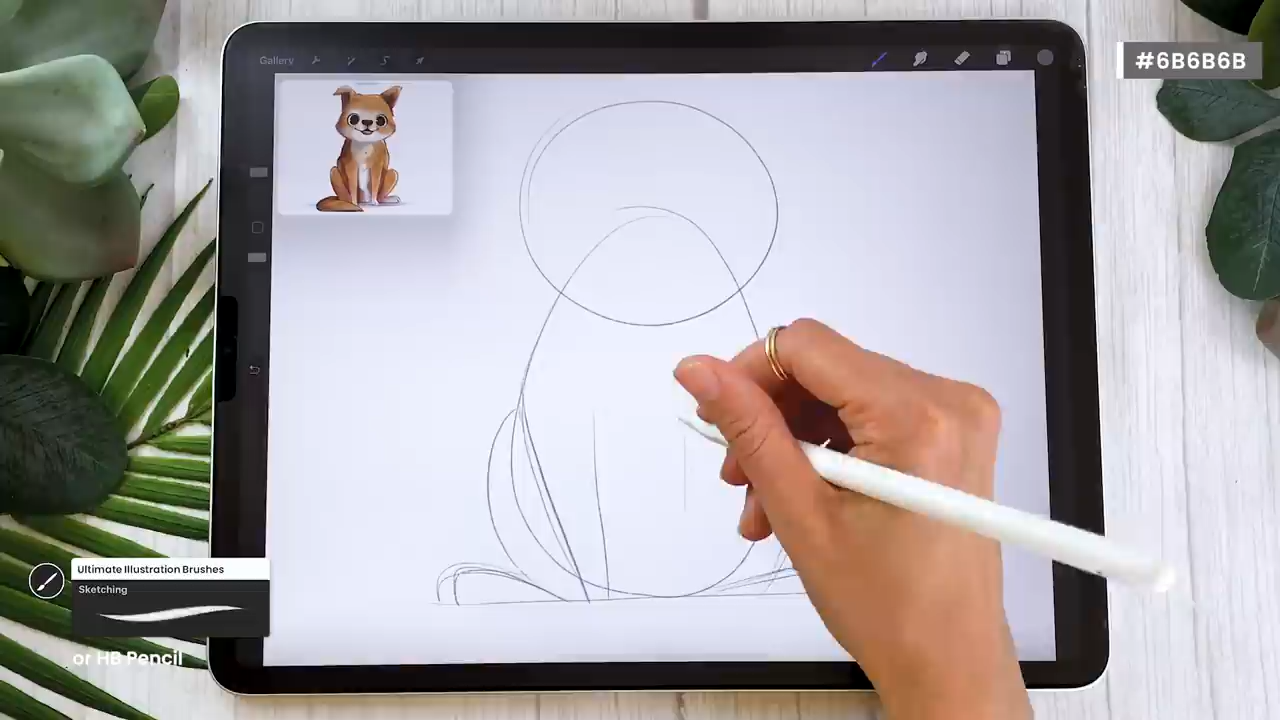 Gallery
#6B6B6B
Ultimate Illustration Brushes
Sketching
or HB Pencil